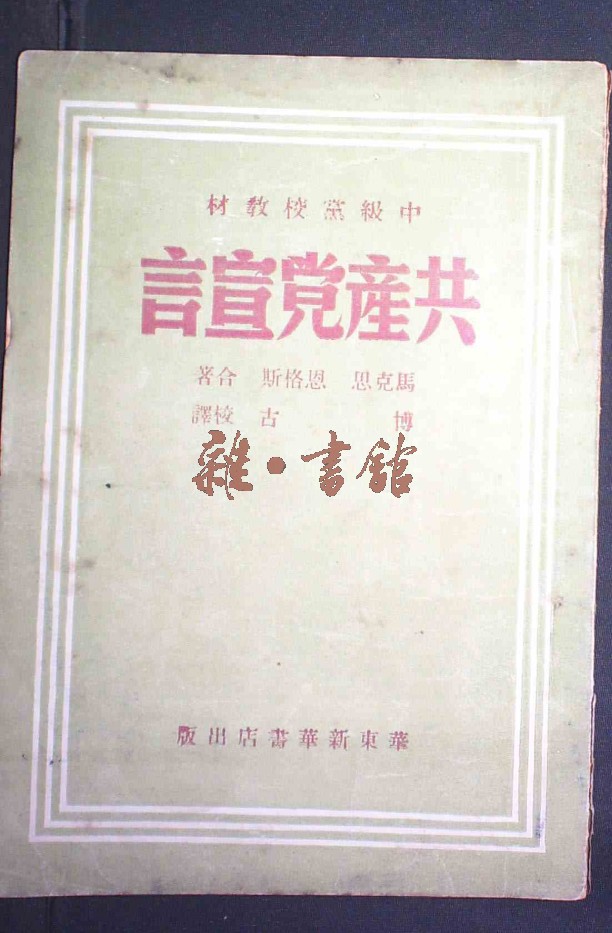 中級黨校教材
共產党宣言
馬克思 恩格斯 合著
博古 校譯
雜·書館
華東新華書店出版